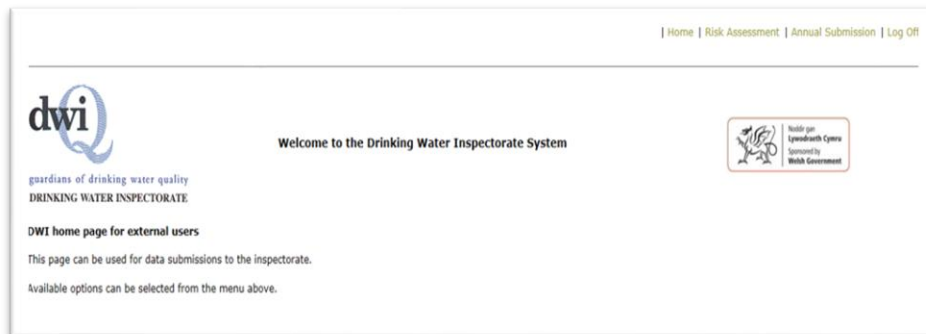 | Home | Risk Assessment | Annual Submission | Log Off
dwi
guardians of drinking water quality
DRINKING WATER INSPECTORATE
Welcome to the Drinking Water Inspectorate System
Noddir gan
Lywodraeth Cymru
Sponsored by
Welsh Government
DWI home page for external users
This page can be used for data submissions to the inspectorate.
Available options can be selected from the menu above.